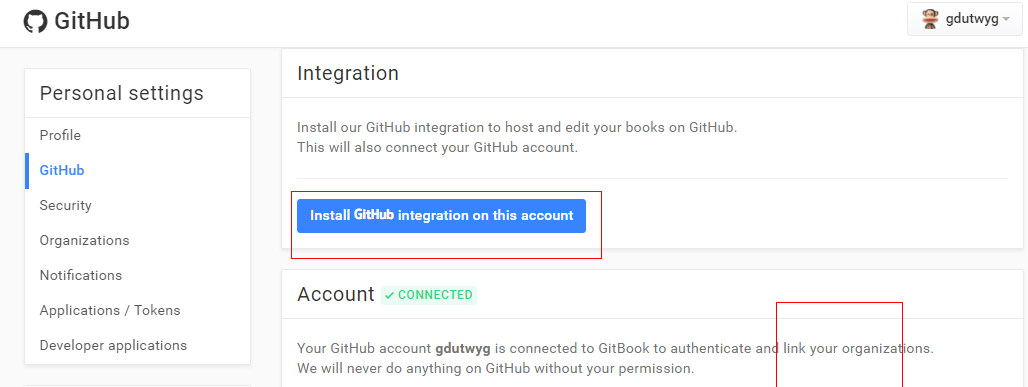 GitHub
gdutwyg
Personal settings
Profile
GitHub
Security
Organizations
Notifications
Applications / Tokens
Developer applications
Integration
Install our GitHub integration to host and edit your books on GitHub.
This will also connect your GitHub account.
Install GitHub integration on this account
Account CONNECTED
Your GitHub account gdutwyg is connected to GitBook to authenticate and link your organizations.
We will never do anything on GitHub without your permission.